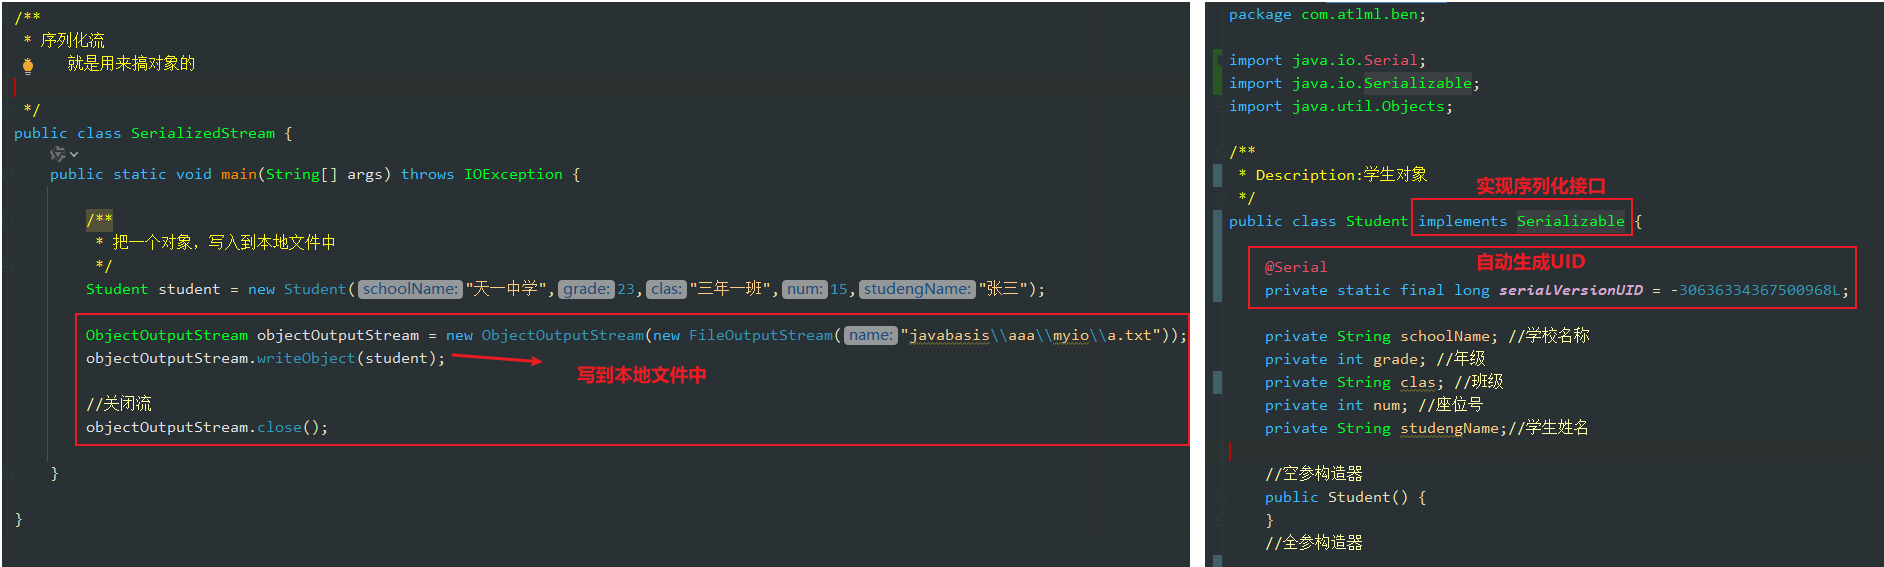 /**
* 序列化流
就是用来搞对象的
*/
public class SerializedStream {
public static void main(String[] args) throws IOException {
/**
* 把一个对象，写入到本地文件中
*/
Student student = new Student( schoolName: "天一中学", grade: 23, clas: "三年一班", num: 15, studengName: "张三");
ObjectOutputStream objectOutputStream = new ObjectOutputStream(new FileOutputStream( name: "javabasis\\aaa\\myio\\a.txt"));
objectOutputStream.writeObject(student);
写到本地文件中
//关闭流
objectOutputStream.close();
}
}
package com.atlml.ben;
import java.io.Serial;
import java.io.Serializable;
import java.util.Objects;
/**
* Description:学生对象
*/
实现序列化接口
public class Student implements Serializable {
@Serial
自动生成UID
private static final long serialVersionUID = -30636334367500968L;
private String schoolName; //学校名称
private int grade; //年级
private String clas; //班级
private int num; //座位号
private String studengName;//学生姓名
//空参构造器
public Student() {
}
//全参构造器